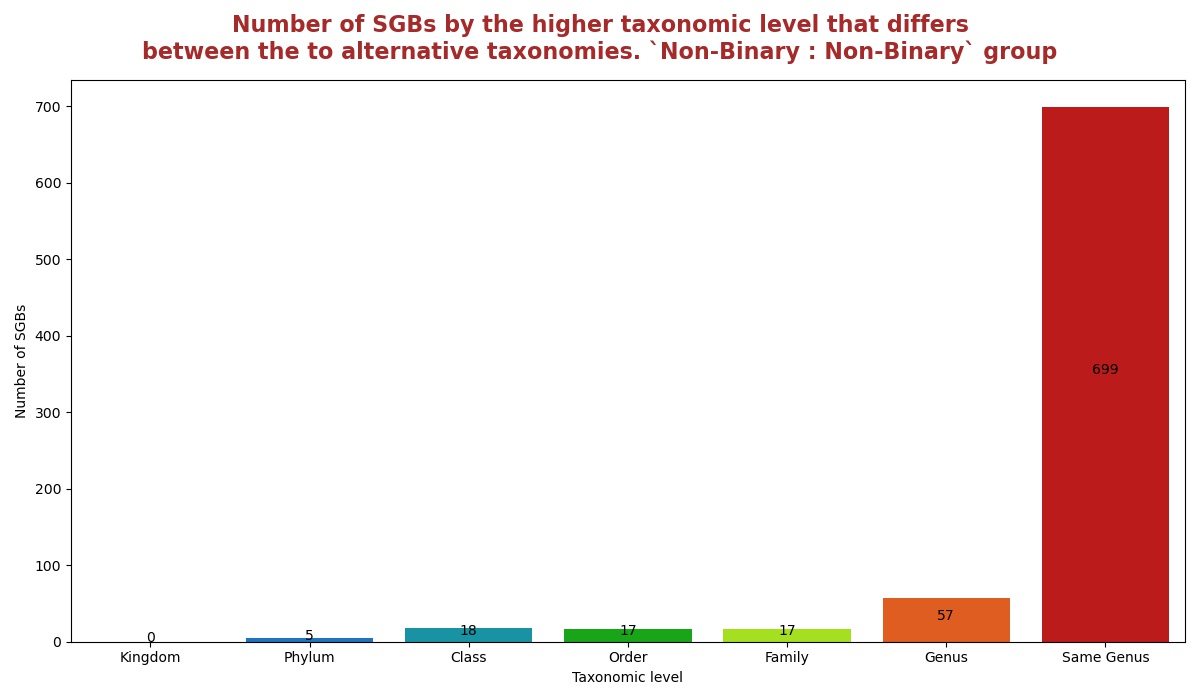 Number of SGBs by the higher taxonomic level that differs
between the to alternative taxonomies. `Non-Binary : Non-Binary` group
700
600
500
400
300
200
100
0
Number of SGBs
0
5
18
17
17
57
699
Kingdom
Phylum
Class
Order
Family
Genus
Same Genus
Taxonomic level